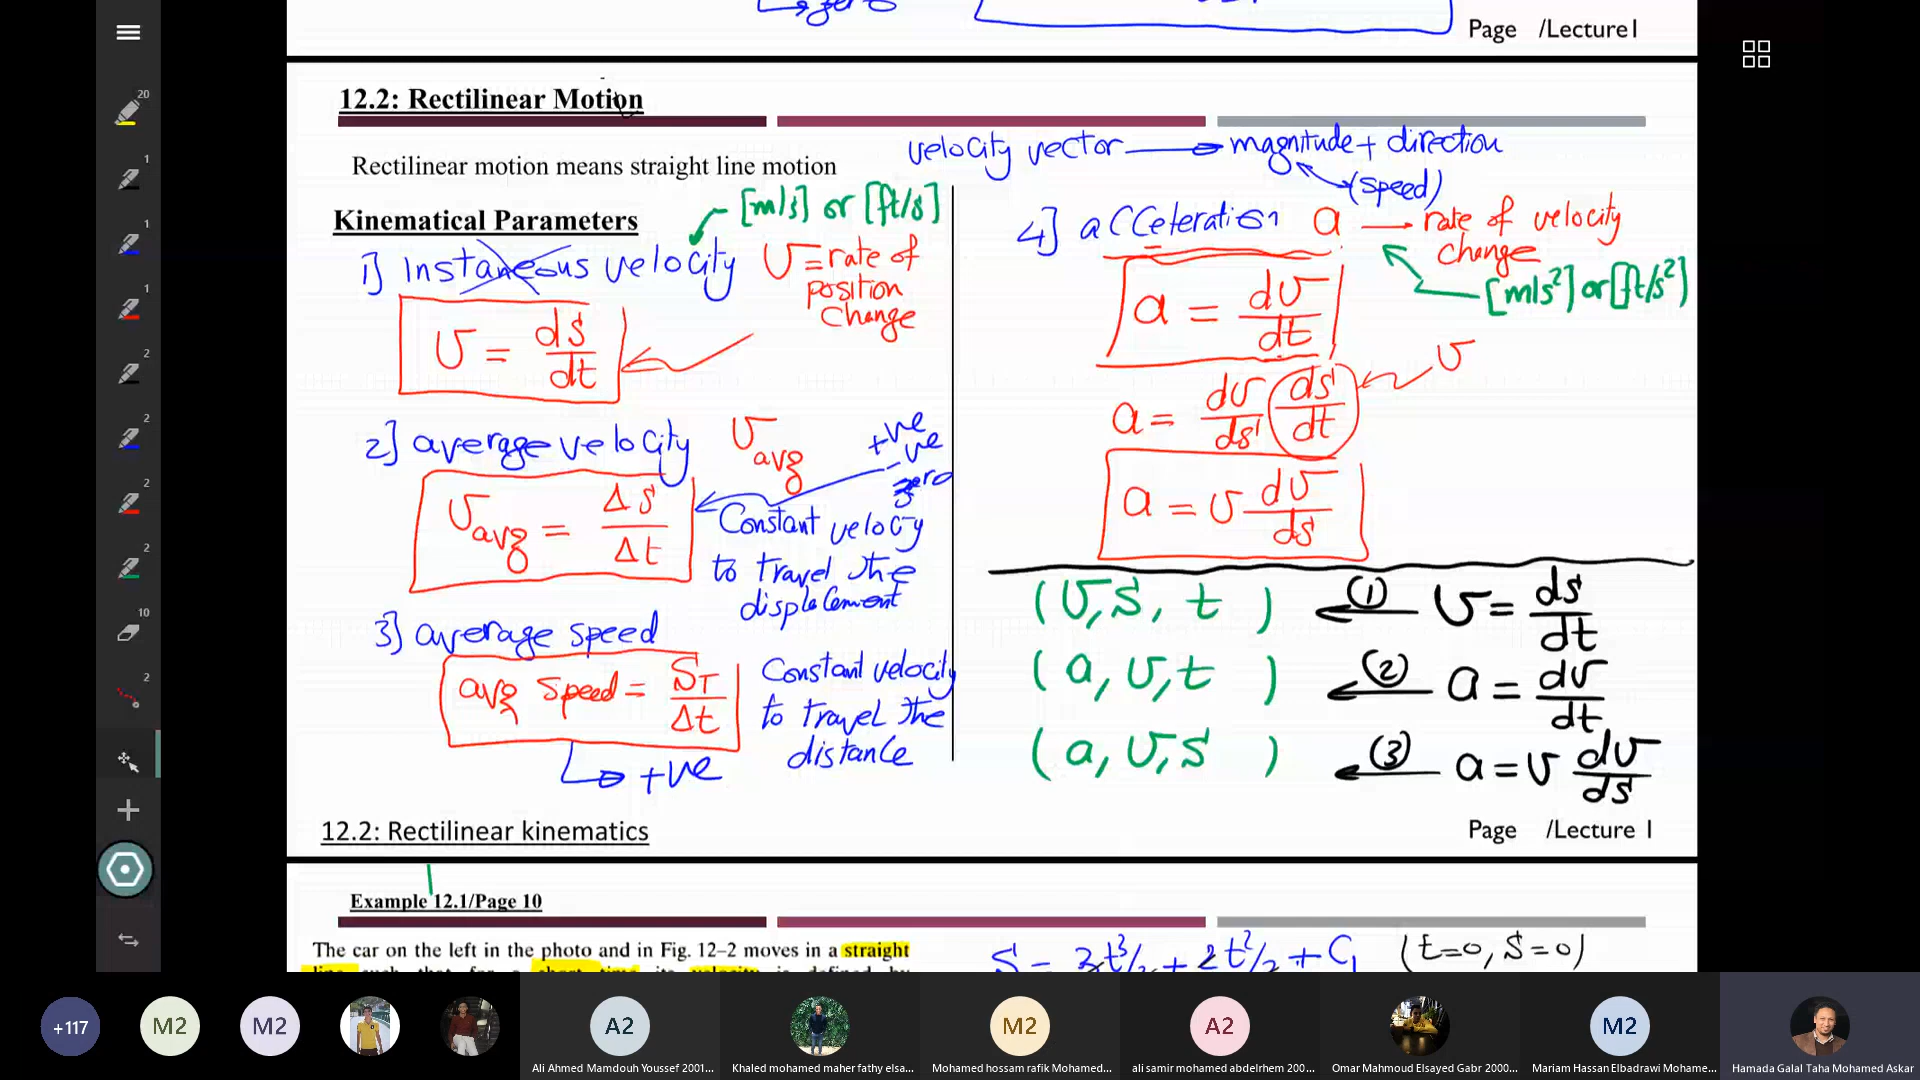 Page /Lecture1
12.2: Rectilinear Motion
Rectilinear motion means straight line motion
velocity vector → magnitude + direction
(speed)
Kinematical Parameters
[m/s] or [ft/s]
1] instaneous velocity
v = rate of
position
change
v = ds/dt
2] average velocity
v avg
+ve
-ve
zero
v avg = Δs/Δt
Constant velocity
to travel the
displacement
3] average speed
avg speed = S_T/Δt
Constant velocity
to travel the
distance
+ve
4] acceleration a → rate of velocity
change
[m/s²] or [ft/s²]
a = dv/dt
a = dv/ds ds/dt
v
a = v dv/ds
(v, s, t) ← (1) v = ds/dt
(a, v, t) ← (2) a = dv/dt
(a, v, s) ← (3) a = v dv/ds
12.2: Rectilinear kinematics
Page /Lecture 1
Example 12.1/Page 10
The car on the left in the photo and in Fig. 12–2 moves in a straight
(t=0, s=0)
20
1
1
1
2
2
2
2
10
2
+117
M2
M2
A2
M2
A2
M2
Ali Ahmed Mamdouh Youssef 2001...
Khaled mohamed maher fathy elsa...
Mohamed hossam rafik Mohamed...
ali samir mohamed abdelrhem 200...
Omar Mahmoud Elsayed Gabr 2000...
Mariam Hassan Elbadrawi Mohame...
Hamada Galal Taha Mohamed Askar